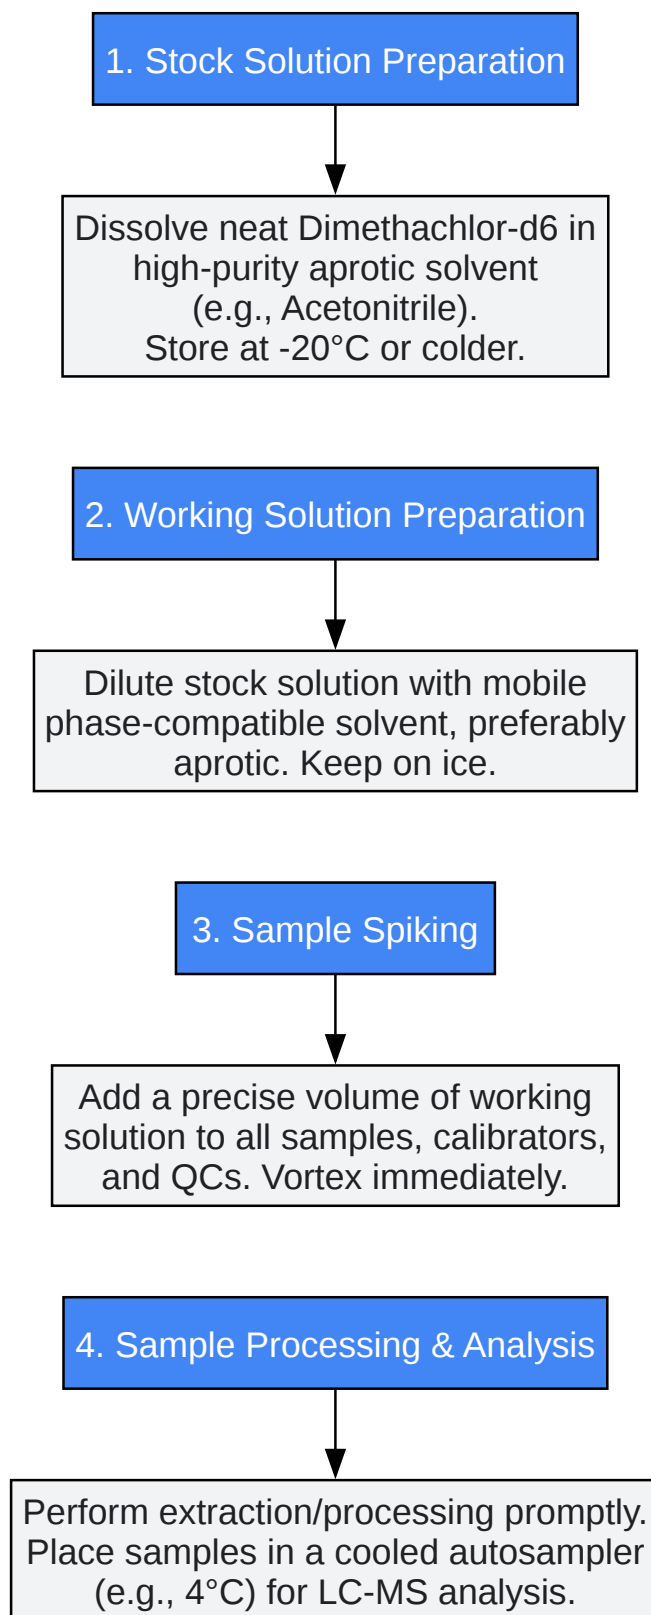 1. Stock Solution Preparation
Dissolve neat Dimethachlor-d6 in
high-purity aprotic solvent
(e.g., Acetonitrile).
Store at -20°C or colder.
2. Working Solution Preparation
Dilute stock solution with mobile
phase-compatible solvent, preferably
aprotic. Keep on ice.
3. Sample Spiking
Add a precise volume of working
solution to all samples, calibrators,
and QCs. Vortex immediately.
4. Sample Processing & Analysis
Perform extraction/processing promptly.
Place samples in a cooled autosampler
(e.g., 4°C) for LC-MS analysis.